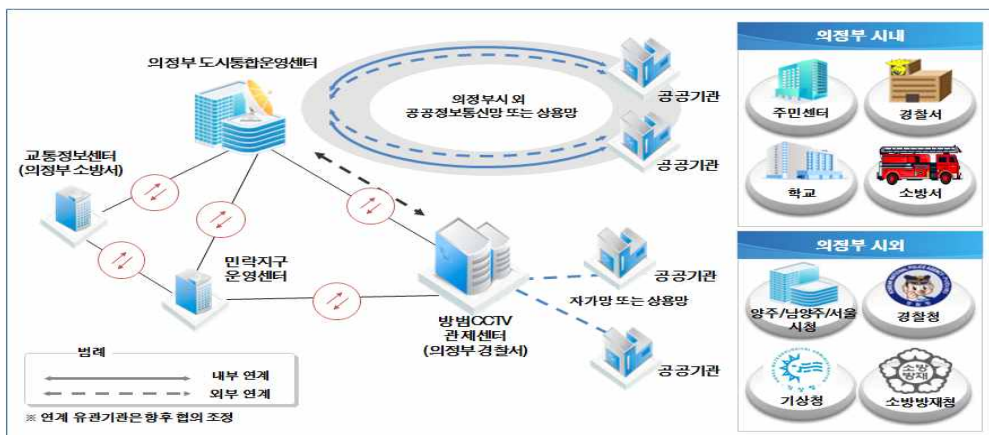 의정부 도시통합운영센터
의정부시 외
공공정보통신망 또는 상용망
공공기관
공공기관
교통정보센터
(의정부 소방서)
민락지구
운영센터
방범CCTV
관제센터
(의정부 경찰서)
공공기관
자가망 또는 상용망
공공기관
범례
내부 연계
외부 연계
※ 연계 유관기관은 향후 협의 조정
의정부 시내
주민센터
경찰서
학교
소방서
의정부 시외
양주/남양주/서울
시청
경찰청
기상청
소방
방재
소방방재청